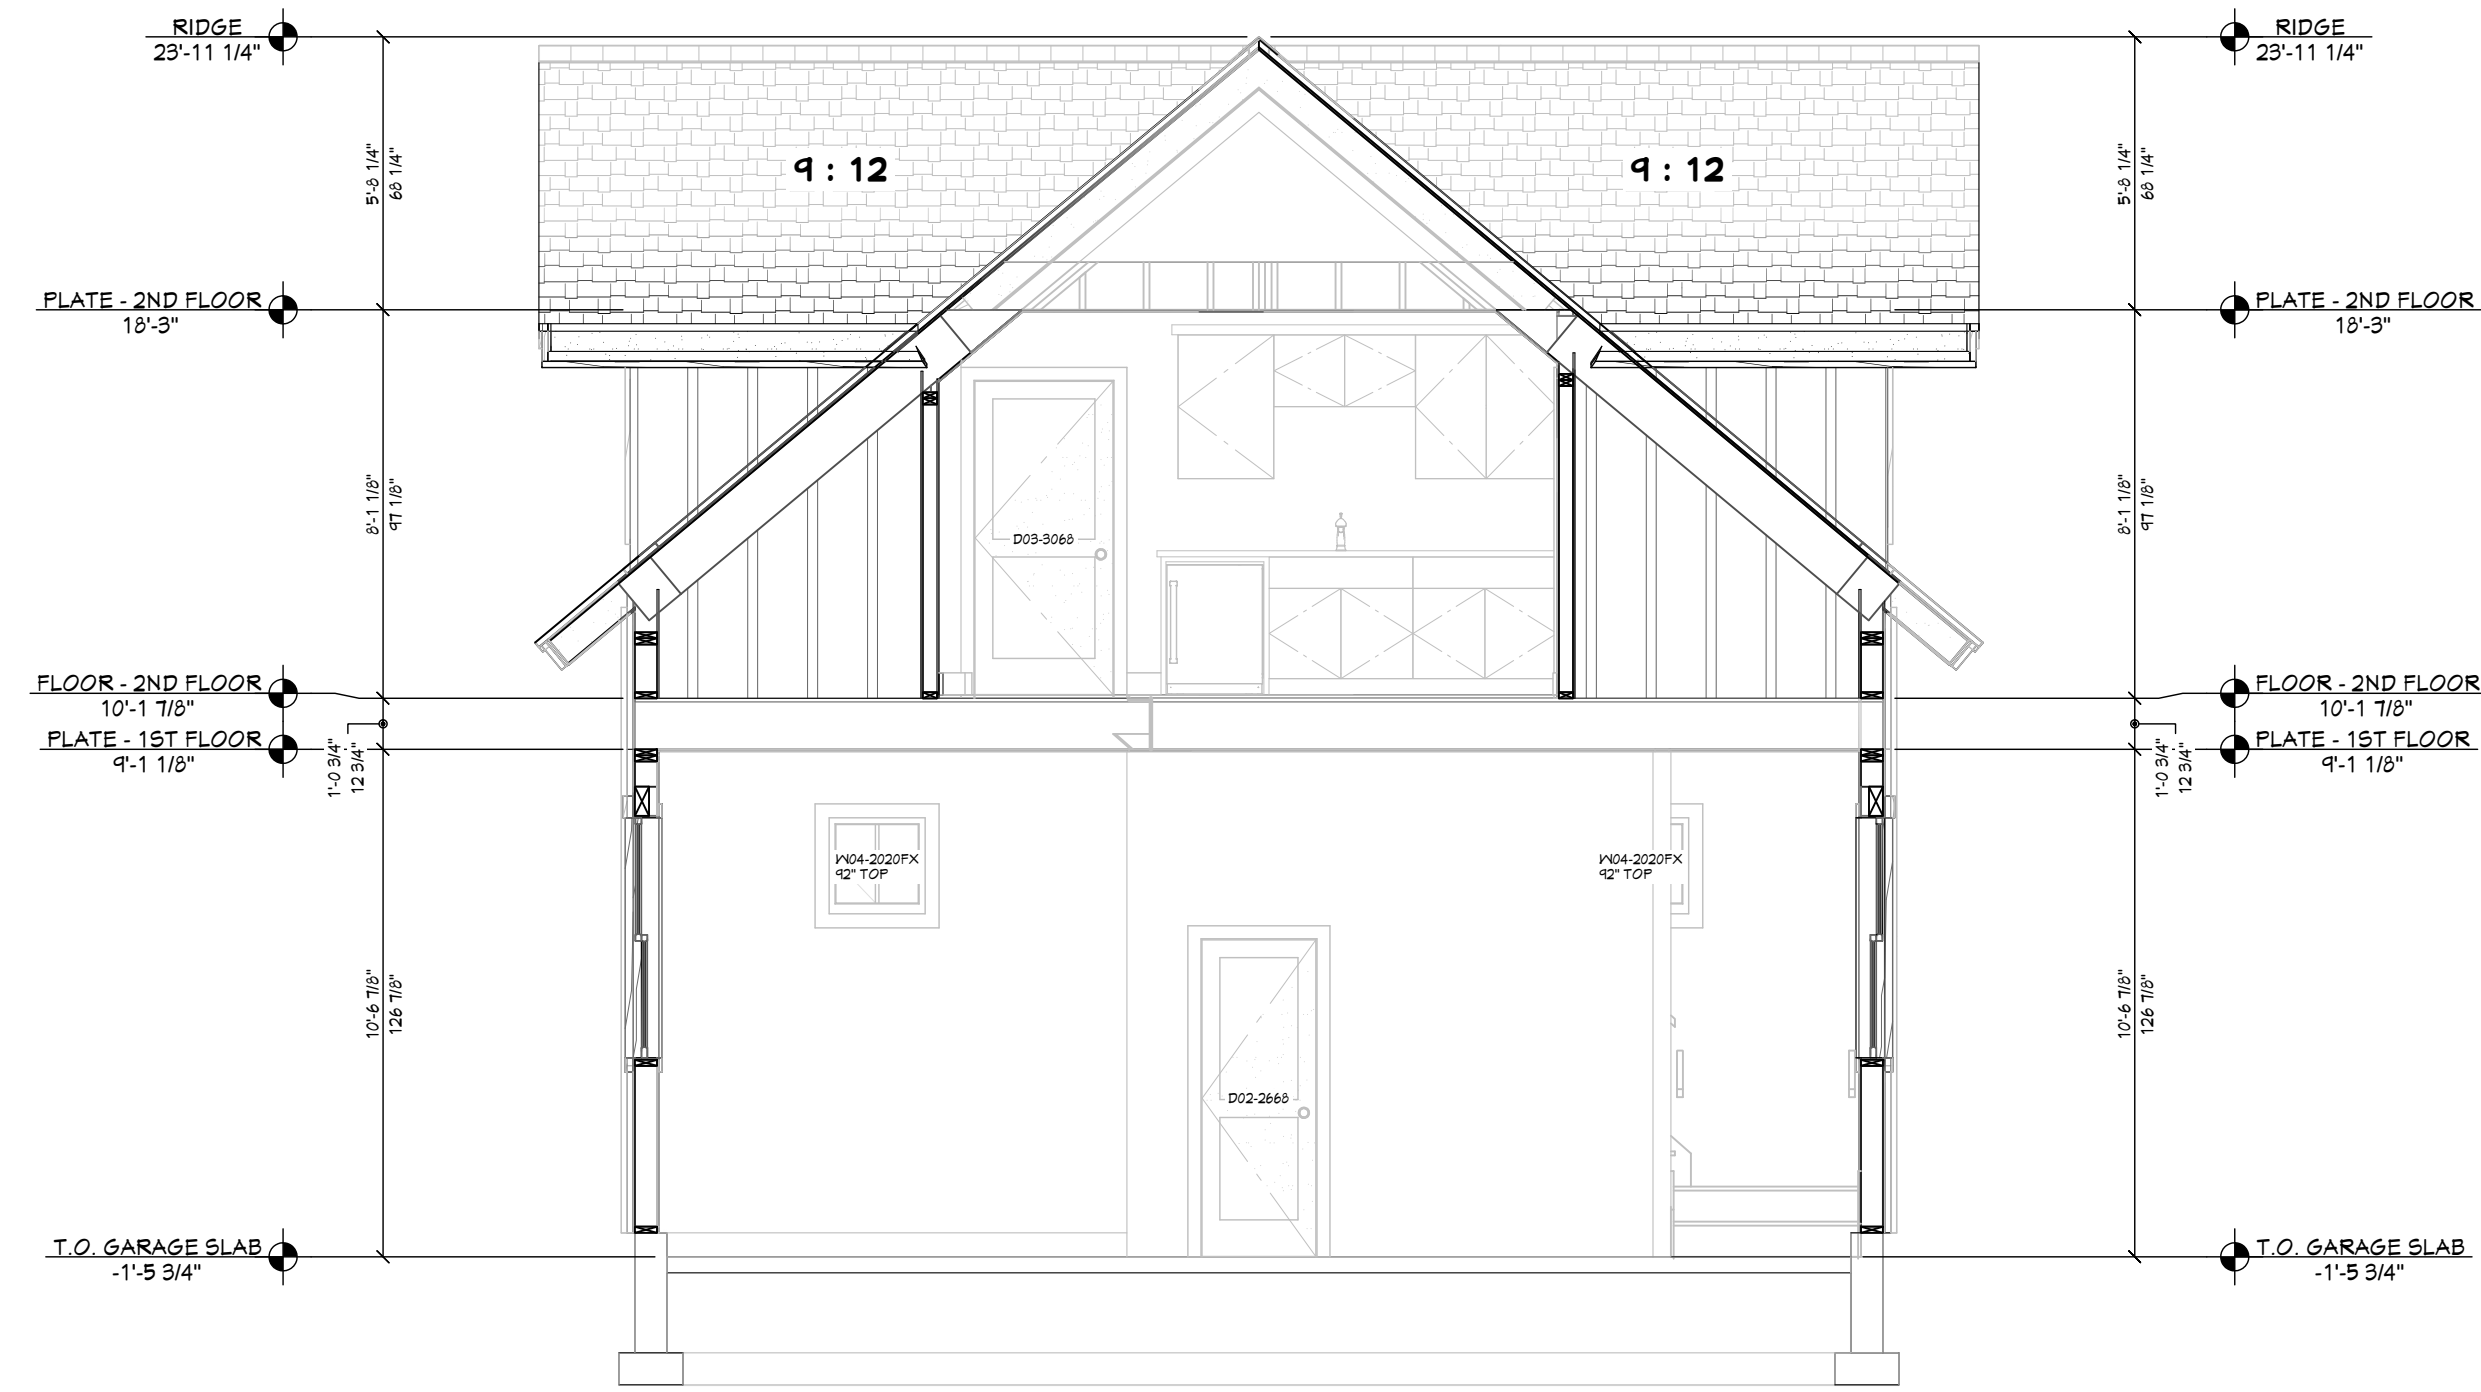 RIDGE
23'-11 1/4"
RIDGE
23'-11 1/4"
5'-8 1/4"
68 1/4"
9 : 12
9 : 12
5'-8 1/4"
68 1/4"
PLATE - 2ND FLOOR
18'-3"
PLATE - 2ND FLOOR
18'-3"
8'-1 1/8"
97 1/8"
D03-3068
8'-1 1/8"
97 1/8"
FLOOR - 2ND FLOOR
10'-1 7/8"
FLOOR - 2ND FLOOR
10'-1 7/8"
PLATE - 1ST FLOOR
9'-1 1/8"
1'-0 3/4"
12 3/4"
PLATE - 1ST FLOOR
9'-1 1/8"
1'-0 3/4"
12 3/4"
W04-2020FX
92" TOP
W04-2020FX
92" TOP
10'-6 7/8"
126 7/8"
D02-2668
10'-6 7/8"
126 7/8"
T.O. GARAGE SLAB
-1'-5 3/4"
T.O. GARAGE SLAB
-1'-5 3/4"